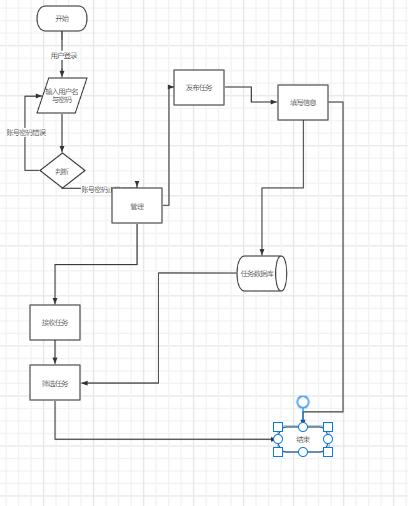 开始
用户登录
输入用户名
与密码
账号密码错误
判断
账号密码正
管理
发布任务
填写信息
任务数据库
接收任务
筛选任务
结束